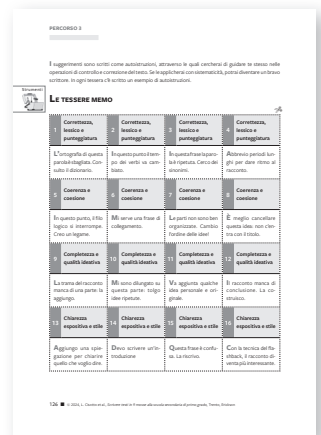 PERCORSO 2
I suggerimenti sono scritti come autoistruzioni, attraverso le quali cercherai di guidare te stesso nelle
operazioni di controllo e correzione del testo. Se le applicherai con sistematicità, potrai diventare un bravo
scrittore. In ogni tessera c'è scritto un esempio di autoistruzioni.
Strumenti
LE TESSERE MEMO
1 Correttezza, lessico e punteggiatura
2 Correttezza, lessico e punteggiatura
3 Correttezza, lessico e punteggiatura
4 Correttezza, lessico e punteggiatura
L'ortografia di questa parola è sbagliata. Consulto il dizionario.
In questo punto il tempo dei verbi va cambiato.
In questa frase la parola è ripetuta. Cerco dei sinonimi.
Abbrevio periodi lunghi per dare ritmo al racconto.
5 Coerenza e coesione
6 Coerenza e coesione
7 Coerenza e coesione
8 Coerenza e coesione
In questo punto, il filo logico si interrompe. Creo un legame.
Mi serve una frase di collegamento.
Le parti non sono ben organizzate. Cambio l'ordine delle idee!
È meglio cancellare questa idea: non c'entra con il titolo.
9 Completezza e qualità ideativa
10 Completezza e qualità ideativa
11 Completezza e qualità ideativa
12 Completezza e qualità ideativa
La trama del racconto manca di una parte: la aggiungo.
Mi sono dilungato su questa parte: tolgo idee ripetute.
Va aggiunta qualche idea personale e originale.
Il racconto manca di conclusione. La costruisco.
13 Chiarezza espositiva e stile
14 Chiarezza espositiva e stile
15 Chiarezza espositiva e stile
16 Chiarezza espositiva e stile
Aggiungo una spiegazione per chiarire quello che voglio dire.
Devo scrivere un'introduzione
Questa frase è confusa. La riscrivo.
Con la tecnica del flashback, il racconto diventa più interessante.
126